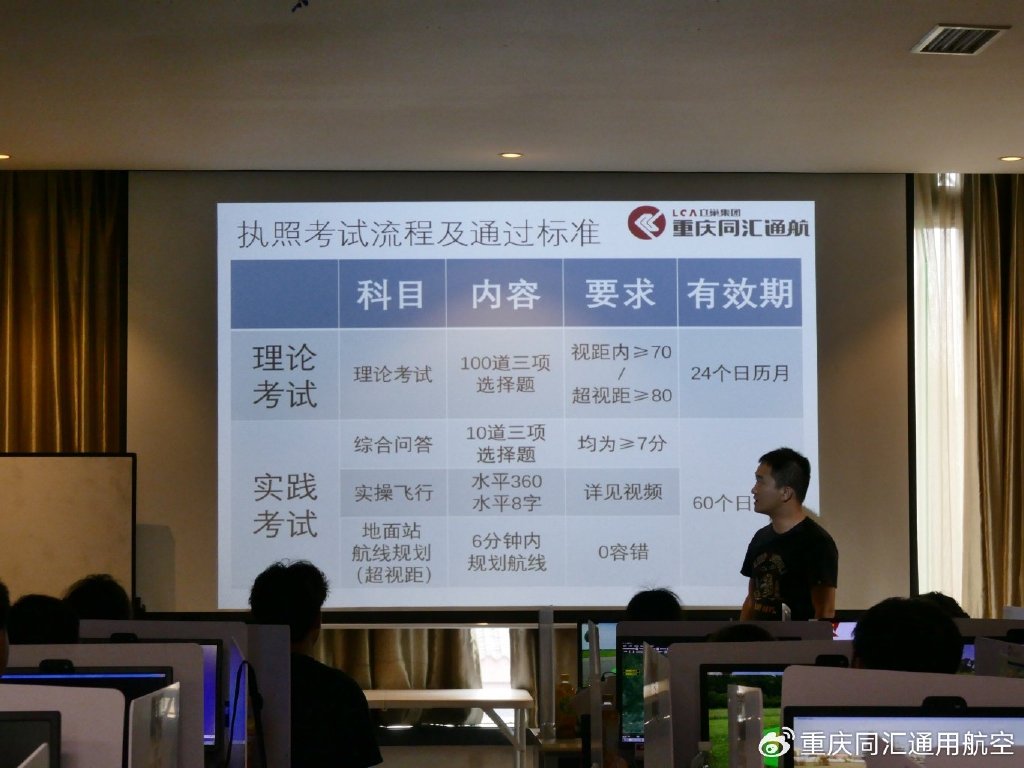 执照考试流程及通过标准
LCA 立巢集团
重庆同汇通航
科目 内容 要求 有效期
理论
考试
理论考试
100道三项
选择题
视距内≥70
/
超视距≥80
24个日历月
实践
考试
综合问答
10道三项
选择题
均为≥7分
实操飞行
水平360
水平8字
详见视频
60个日
地面站
航线规划
(超视距)
6分钟内
规划航线
0容错
重庆同汇通用航空